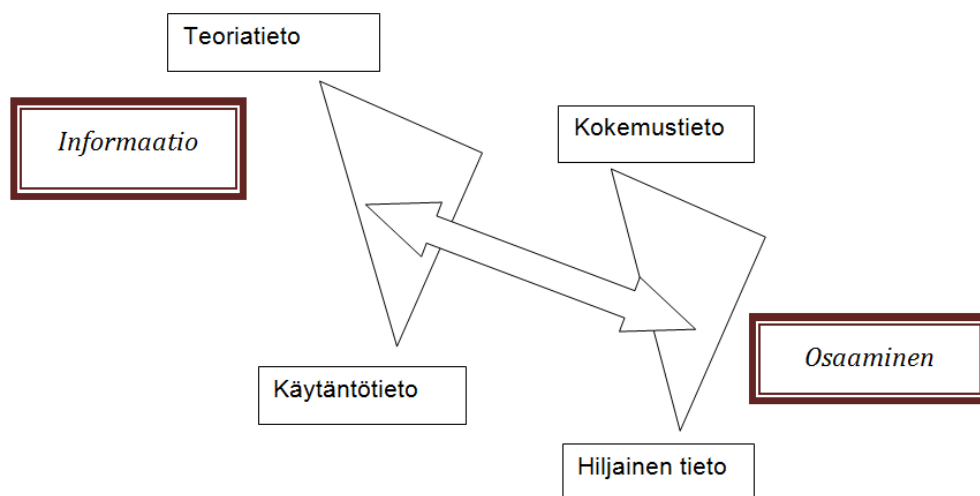 Teoriatieto
Informaatio
Kokemustieto
Käytäntötieto
Osaaminen
Hiljainen tieto